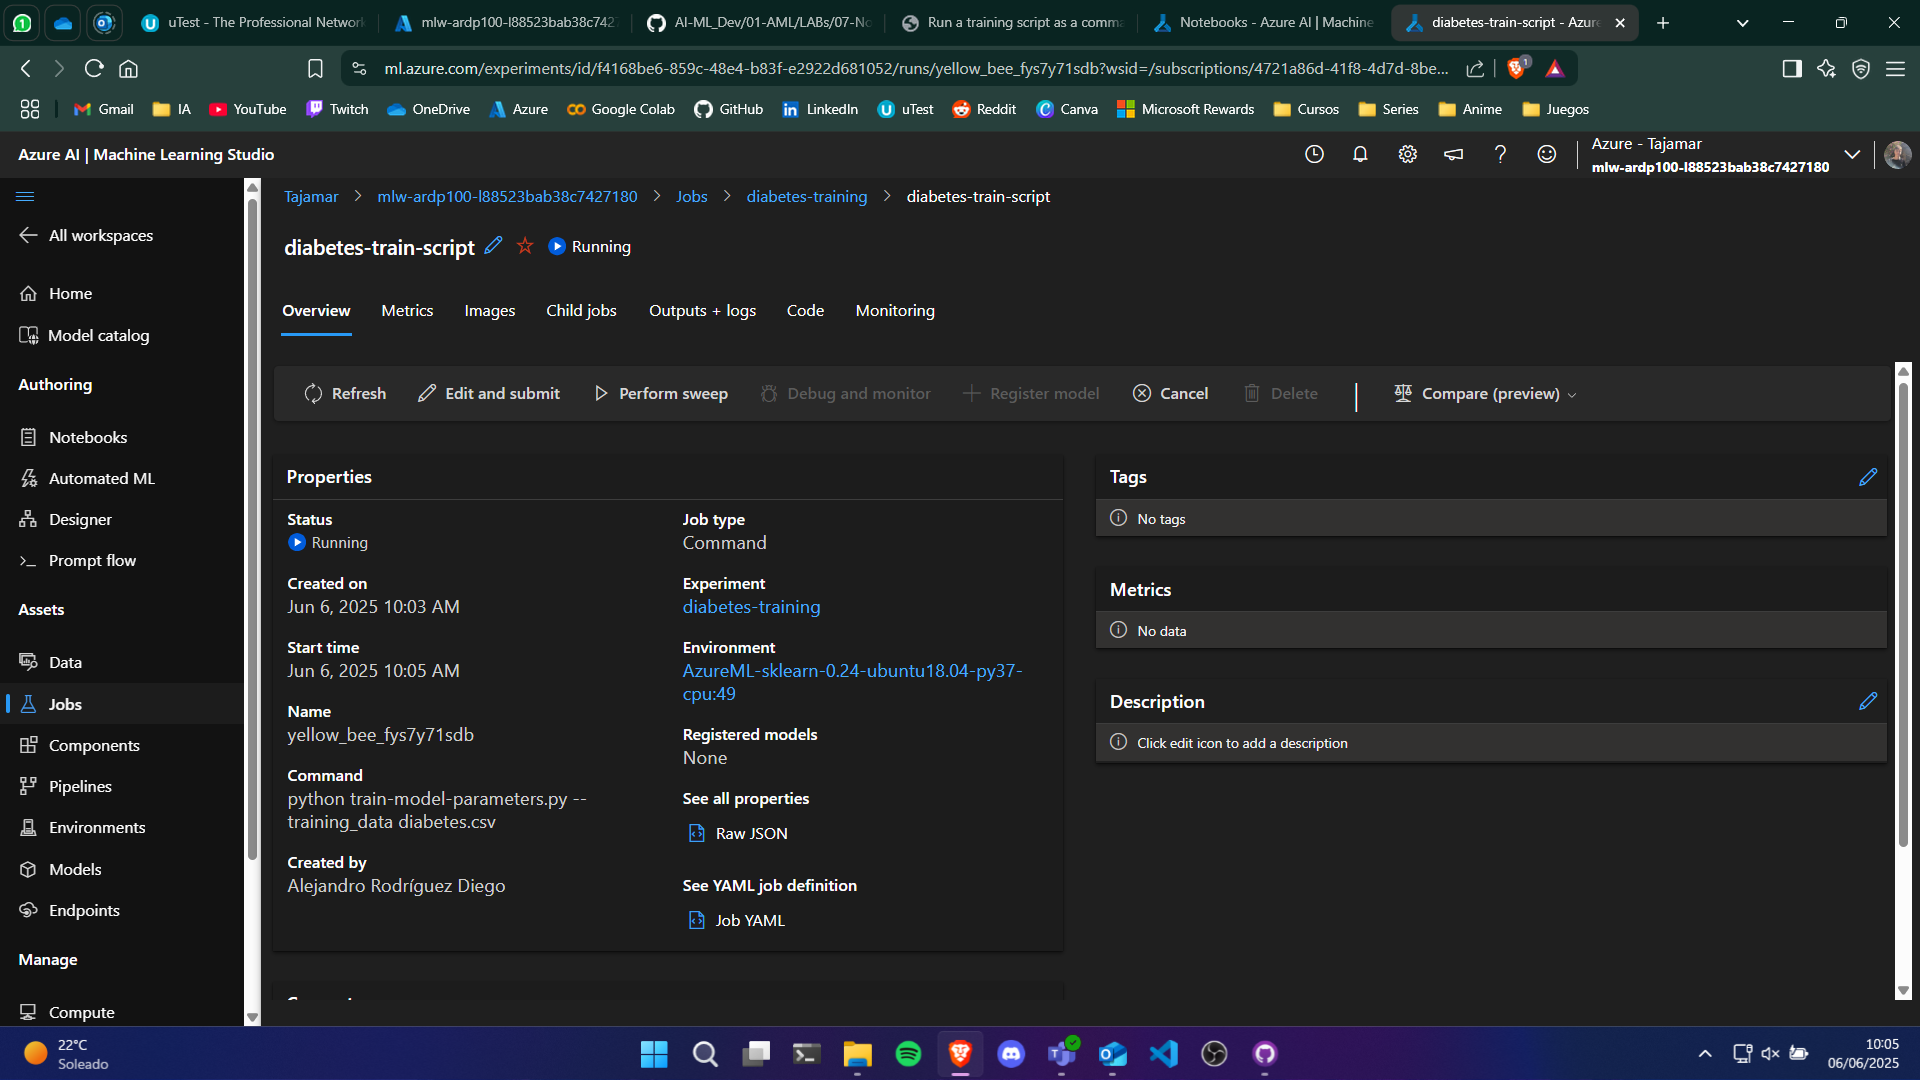 uTest - The Professional Network
mlw-ardp100-l88523bab38c7427
AI-ML_Dev/01-AML/LABs/07-No
Run a training script as a comma
Notebooks - Azure AI | Machine
diabetes-train-script - Azure
ml.azure.com/experiments/id/f4168be6-859c-48e4-b83f-e2922d681052/runs/yellow_bee_fys7y71sdb?wsid=/subscriptions/4721a86d-41f8-4d7d-8be...
1
Gmail
IA
YouTube
Twitch
OneDrive
Azure
Google Colab
GitHub
LinkedIn
uTest
Reddit
Canva
Microsoft Rewards
Cursos
Series
Anime
Juegos
Azure AI | Machine Learning Studio
Azure - Tajamar
mlw-ardp100-l88523bab38c7427180
All workspaces
Home
Model catalog
Authoring
Notebooks
Automated ML
Designer
Prompt flow
Assets
Data
Jobs
Components
Pipelines
Environments
Models
Endpoints
Manage
Compute
Tajamar > mlw-ardp100-l88523bab38c7427180 > Jobs > diabetes-training > diabetes-train-script
diabetes-train-script
Running
Overview
Metrics
Images
Child jobs
Outputs + logs
Code
Monitoring
Refresh
Edit and submit
Perform sweep
Debug and monitor
Register model
Cancel
Delete
Compare (preview)
Properties
Status
Running
Created on
Jun 6, 2025 10:03 AM
Start time
Jun 6, 2025 10:05 AM
Name
yellow_bee_fys7y71sdb
Command
python train-model-parameters.py --
training_data diabetes.csv
Created by
Alejandro Rodríguez Diego
Job type
Command
Experiment
diabetes-training
Environment
AzureML-sklearn-0.24-ubuntu18.04-py37-
cpu:49
Registered models
None
See all properties
Raw JSON
See YAML job definition
Job YAML
Tags
No tags
Metrics
No data
Description
Click edit icon to add a description
22°C
Soleado
10:05
06/06/2025